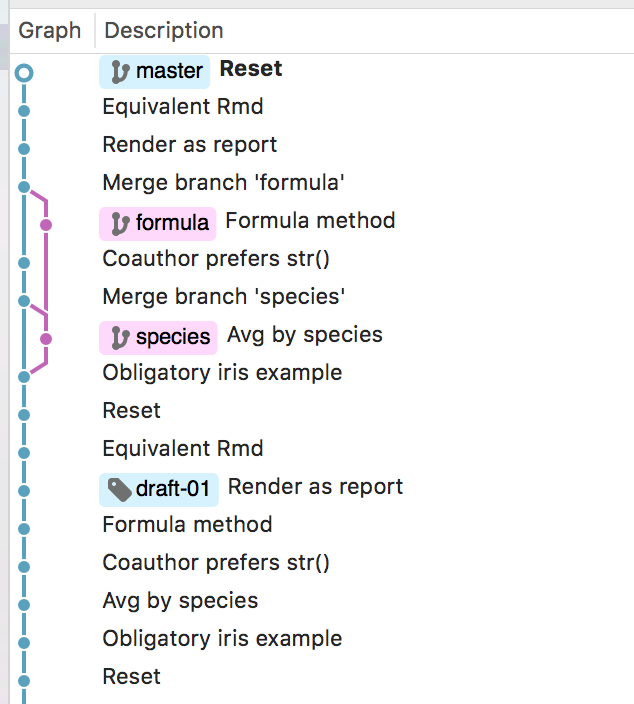 Graph Description
master Reset
Equivalent Rmd
Render as report
Merge branch 'formula'
formula Formula method
Coauthor prefers str()
Merge branch 'species'
species Avg by species
Obligatory iris example
Reset
Equivalent Rmd
draft-01 Render as report
Formula method
Coauthor prefers str()
Avg by species
Obligatory iris example
Reset